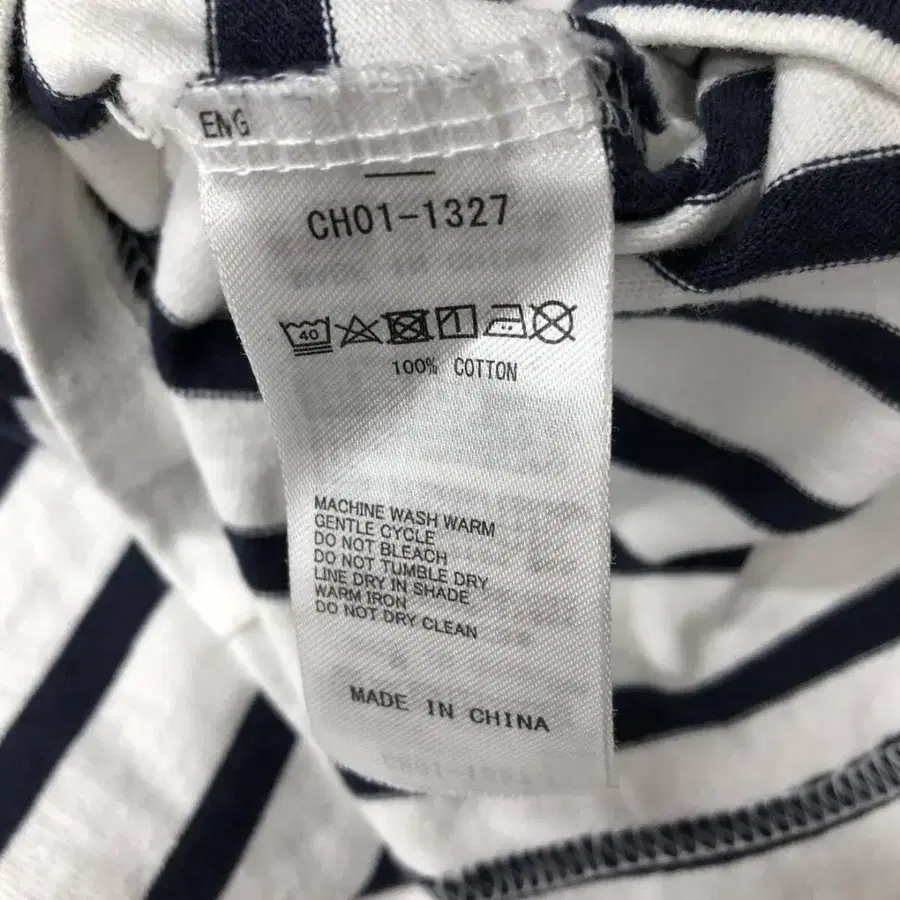 ENG
CH01-1327
40
100% COTTON
MACHINE WASH WARM
GENTLE CYCLE
DO NOT BLEACH
DO NOT TUMBLE DRY
LINE DRY IN SHADE
WARM IRON
DO NOT DRY CLEAN
MADE IN CHINA